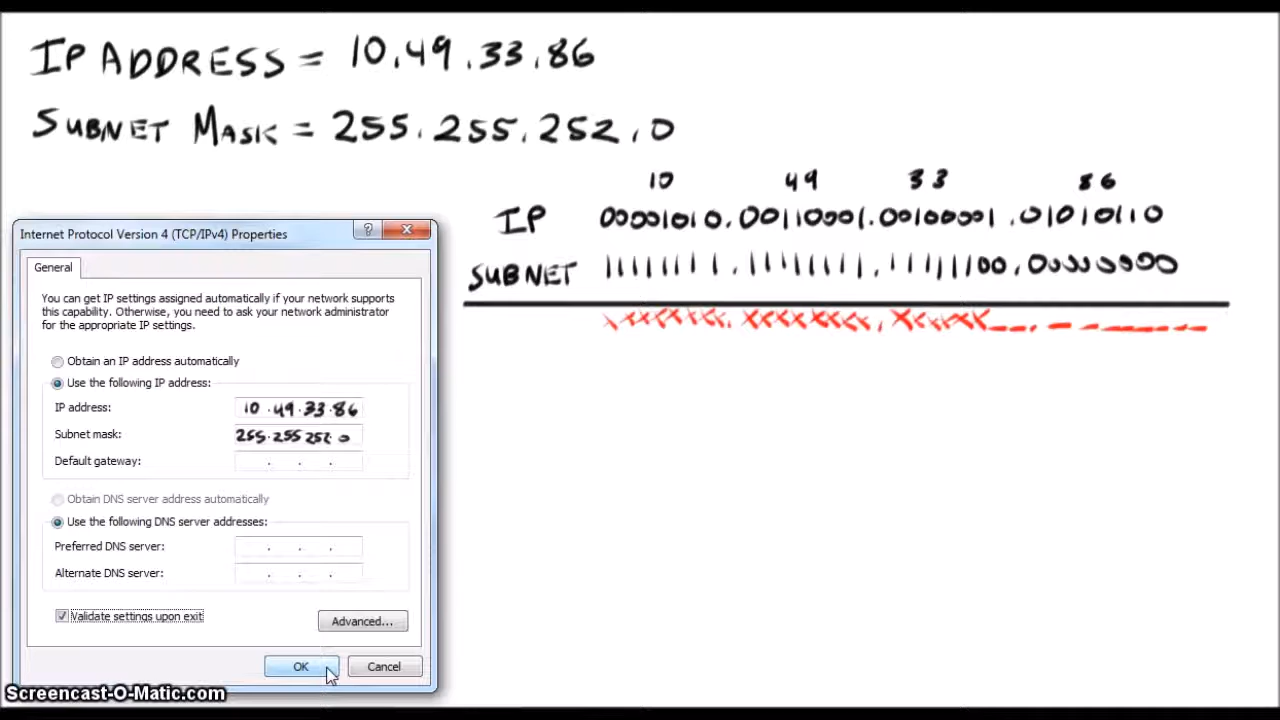 IP ADDRESS = 10.49.33.86
SUBNET MASK = 255.255.252.0
10 49 33 86
IP 00001010.00110001.00100001.01010110
SUBNET 11111111.11111111.11111100.00000000
xxxxxxxx.xxxxxxxx.xxxxxx__.________
Internet Protocol Version 4 (TCP/IPv4) Properties
General
You can get IP settings assigned automatically if your network supports
this capability. Otherwise, you need to ask your network administrator
for the appropriate IP settings.
Obtain an IP address automatically
Use the following IP address:
IP address: 10.49.33.86
Subnet mask: 255.255 252.0
Default gateway: . . .
Obtain DNS server address automatically
Use the following DNS server addresses:
Preferred DNS server: . . .
Alternate DNS server: . . .
Validate settings upon exit
Advanced...
OK Cancel
Screencast-O-Matic.com